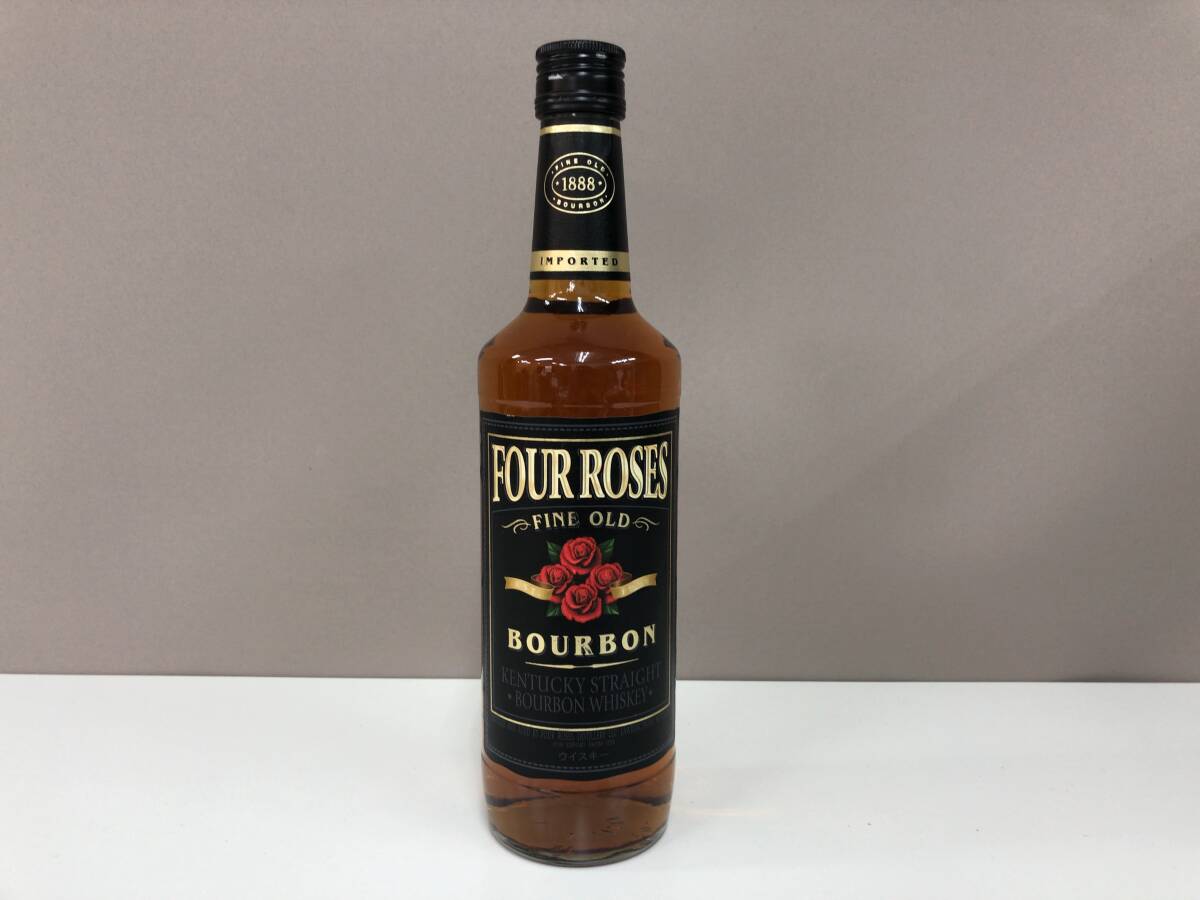 FINE OLD
1888
BOURBON
IMPORTED
FOUR ROSES
FINE OLD
BOURBON
KENTUCKY STRAIGHT
BOURBON WHISKEY
ウイスキー